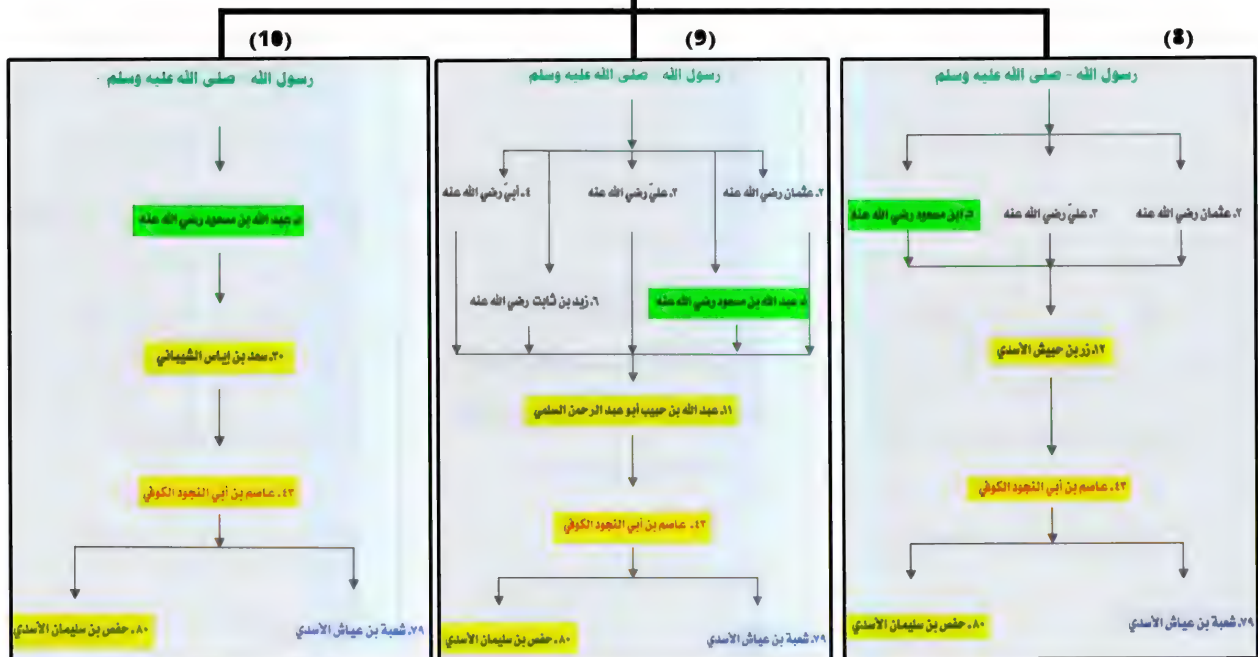 (8)
رسول الله - صلى الله عليه وسلم
٢. عثمان رضي الله عنه
٣. عليّ رضي الله عنه
٥. ابن مسعود رضي الله عنه
١٢. زر بن حبيش الأسدي
٤٣. عاصم بن أبي النجود الكوفي
٧٩. شعبة بن عياش الأسدي
٨٠. حفص بن سليمان الأسدي
(9)
رسول الله - صلى الله عليه وسلم
٢. عثمان رضي الله عنه
٣. عليّ رضي الله عنه
٤. أبيّ رضي الله عنه
عبد الله بن مسعود رضي الله عنه
٦. زيد بن ثابت رضي الله عنه
١١. عبد الله بن حبيب أبو عبد الرحمن السلمي
٤٣. عاصم بن أبي النجود الكوفي
٧٩. شعبة بن عياش الأسدي
٨٠. حفص بن سليمان الأسدي
(10)
رسول الله - صلى الله عليه وسلم
عبد الله بن مسعود رضي الله عنه
٣٠. سعد بن إياس الشيباني
٤٣. عاصم بن أبي النجود الكوفي
٧٩. شعبة بن عياش الأسدي
٨٠. حفص بن سليمان الأسدي